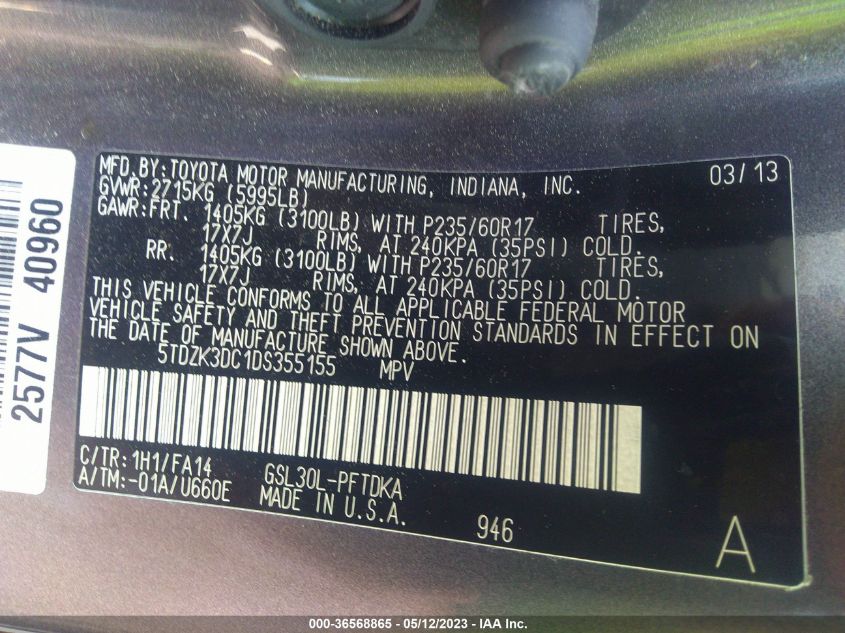 MFD. BY: TOYOTA MOTOR MANUFACTURING, INDIANA, INC. 03/13
GVWR: 2715KG (5995LB)
GAWR: FRT. 1405KG (3100LB) WITH P235/60R17 TIRES,
17X7J RIMS, AT 240KPA (35PSI) COLD.
RR. 1405KG (3100LB) WITH P235/60R17 TIRES,
17X7J RIMS, AT 240KPA (35PSI) COLD.
THIS VEHICLE CONFORMS TO ALL APPLICABLE FEDERAL MOTOR
VEHICLE SAFETY AND THEFT PREVENTION STANDARDS IN EFFECT ON
THE DATE OF MANUFACTURE SHOWN ABOVE.
5TDZK3DC1DS355155 MPV
C/TR: 1H1/FA14 GSL30L-PFTDKA
A/TM: -01A/U660E MADE IN U.S.A.
946
A
2577V 40960
000-36568865 - 05/12/2023 - IAA Inc.